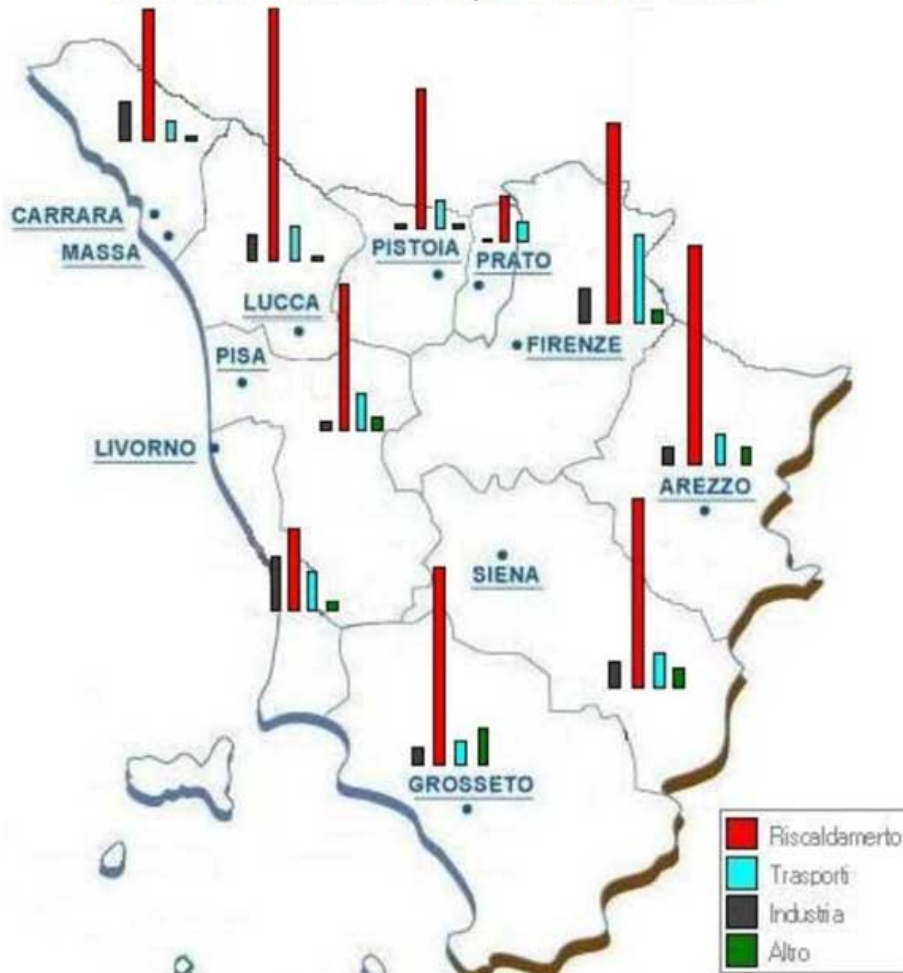 CARRARA
MASSA
PISTOIA
PRATO
LUCCA
FIRENZE
PISA
LIVORNO
AREZZO
SIENA
GROSSETO
Riscaldamento
Trasporti
Industria
Altro